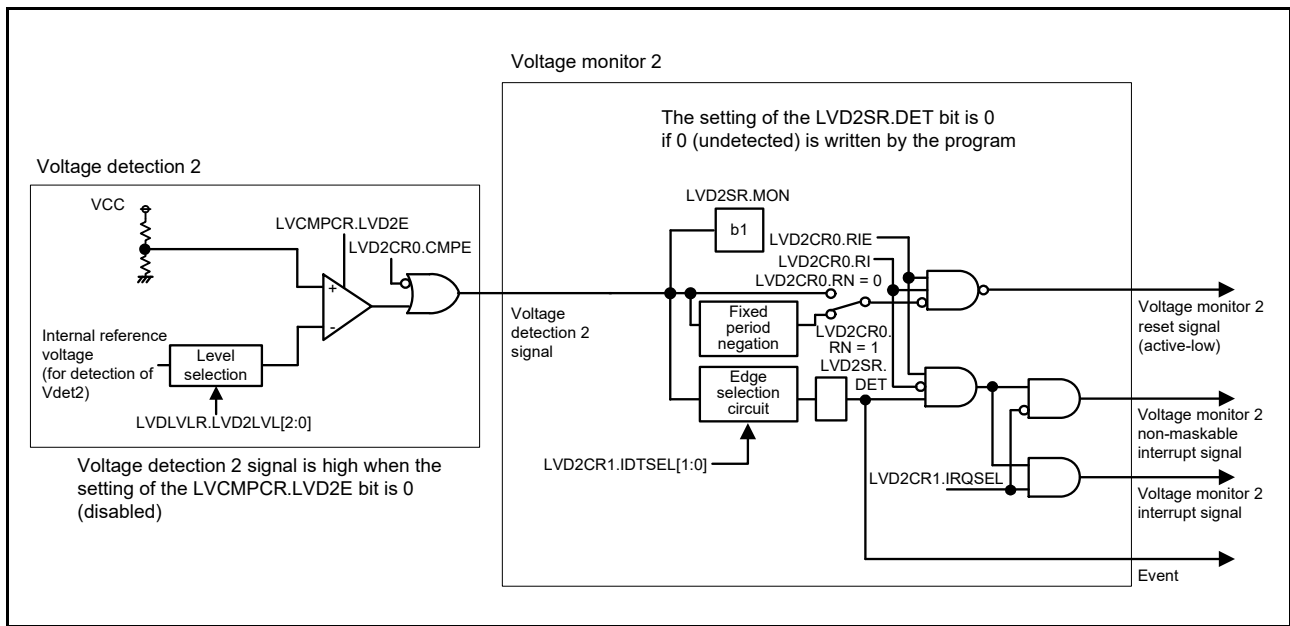 Voltage monitor 2
The setting of the LVD2SR.DET bit is 0
if 0 (undetected) is written by the program
Voltage detection 2
VCC
LVCMPCR.LVD2E
LVD2CR0.CMPE
+
-
Internal reference
voltage
(for detection of
Vdet2)
Level
selection
LVDLVLR.LVD2LVL[2:0]
Voltage detection 2 signal is high when the
setting of the LVCMPCR.LVD2E bit is 0
(disabled)
Voltage
detection 2
signal
LVD2SR.MON
b1
LVD2CR0.RIE
LVD2CR0.RI
LVD2CR0.RN = 0
Fixed
period
negation
LVD2CR0.
RN = 1
LVD2SR.
DET
Edge
selection
circuit
LVD2CR1.IDTSEL[1:0]
LVD2CR1.IRQSEL
Voltage monitor 2
reset signal
(active-low)
Voltage monitor 2
non-maskable
interrupt signal
Voltage monitor 2
interrupt signal
Event